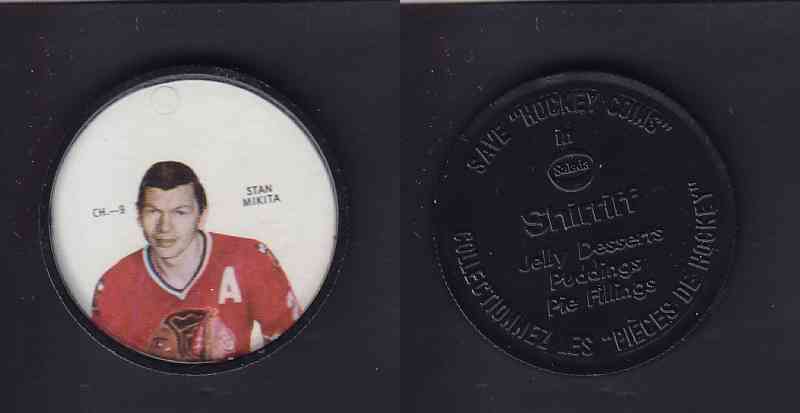 CH.—9
STAN
MIKITA
A
SAVE "HOCKEY COINS"
in
Salada
Shirriff
Jelly Desserts
Puddings
Pie Fillings
COLLECTIONNEZ LES "PIÈCES DE HOCKEY"